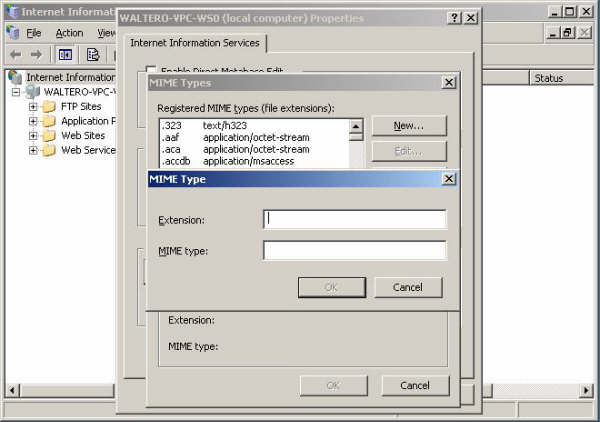 Internet Informa
WALTERO-VPC-WS0 (local computer) Properties
File Action View
Internet Information Services
Enable Direct Metabase Edit
Internet Information
WALTERO-VPC-W
FTP Sites
Application P
Web Sites
Web Service
Status
MIME Types
Registered MIME types (file extensions):
.323 text/h323
.aaf application/octet-stream
.aca application/octet-stream
.accdb application/msaccess
New...
Edit...
MIME Type
Extension:
MIME type:
OK Cancel
Extension:
MIME type:
OK Cancel